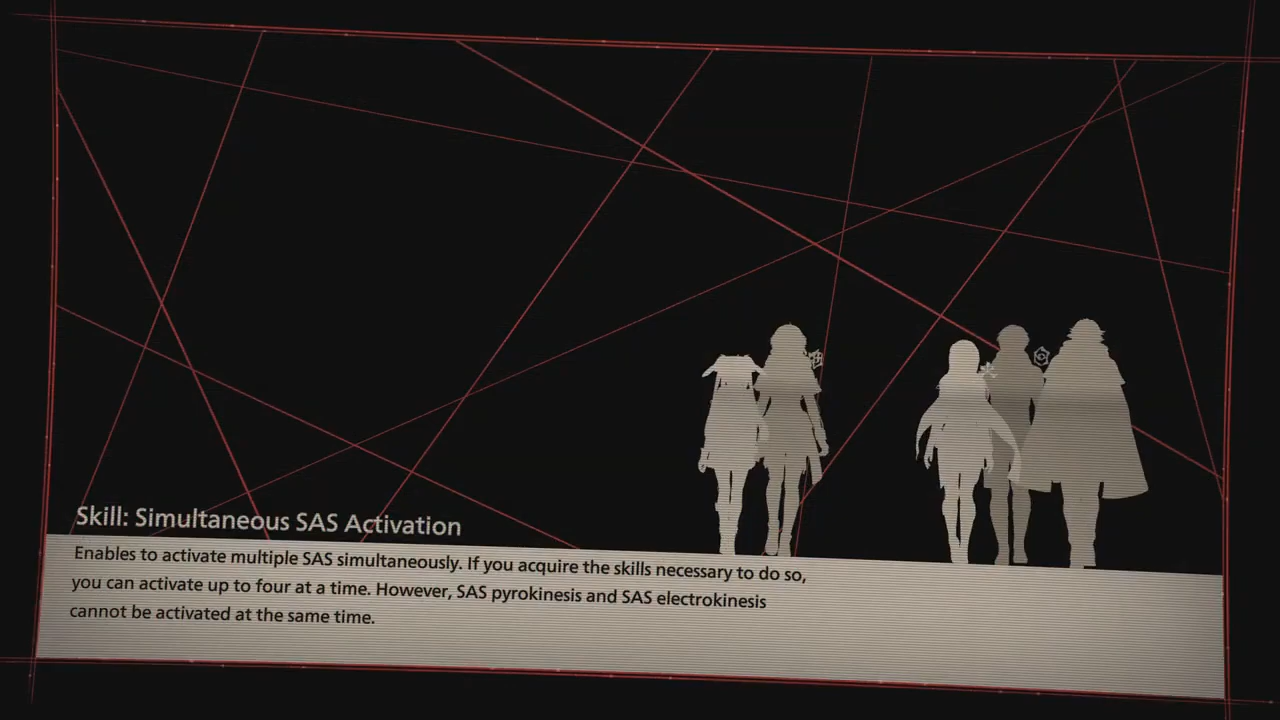 Skill: Simultaneous SAS Activation
Enables to activate multiple SAS simultaneously. If you acquire the skills necessary to do so,
you can activate up to four at a time. However, SAS pyrokinesis and SAS electrokinesis
cannot be activated at the same time.